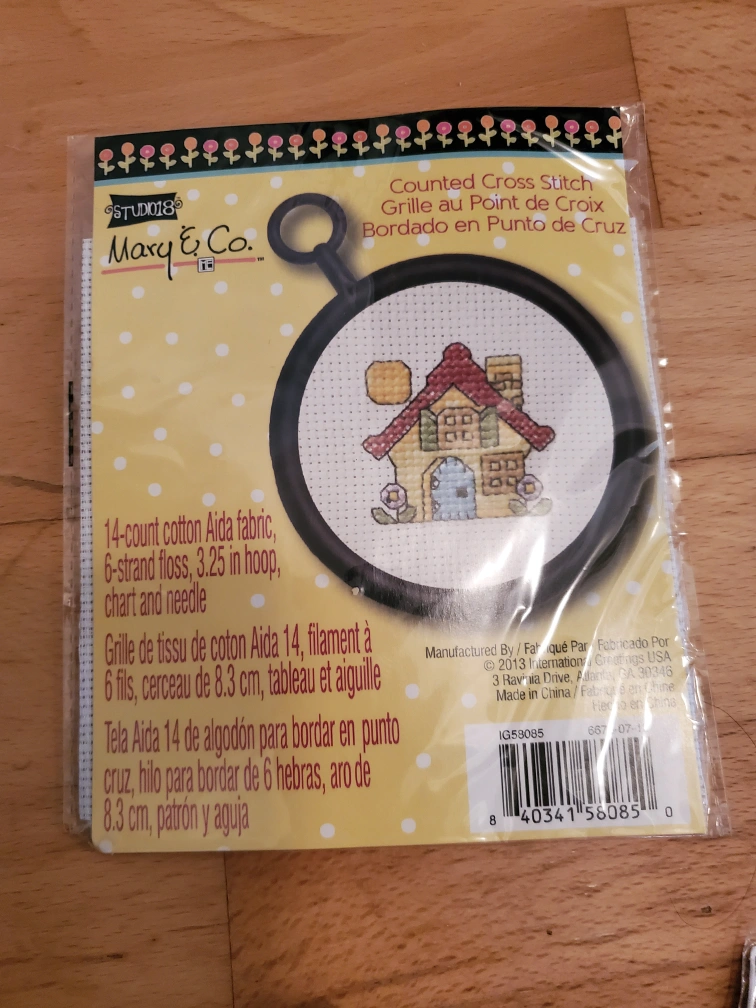 STUDIO18
Mary & Co.
ME ™
Counted Cross Stitch
Grille au Point de Croix
Bordado en Punto de Cruz
14-count cotton Aida fabric,
6-strand floss, 3.25 in hoop,
chart and needle
Grille de tissu de coton Aida 14, filament à
6 fils, cerceau de 8.3 cm, tableau et aiguille
Tela Aida 14 de algodón para bordar en punto
cruz, hilo para bordar de 6 hebras, aro de
8.3 cm, patrón y aguja
Manufactured By / Fabriqué Par / Fabricado Por
© 2013 International Greetings USA
3 Ravinia Drive, Atlanta, GA 30346
Made in China / Fabriqué en Chine
Hecho en China
IG58085
8 40341 58085 0